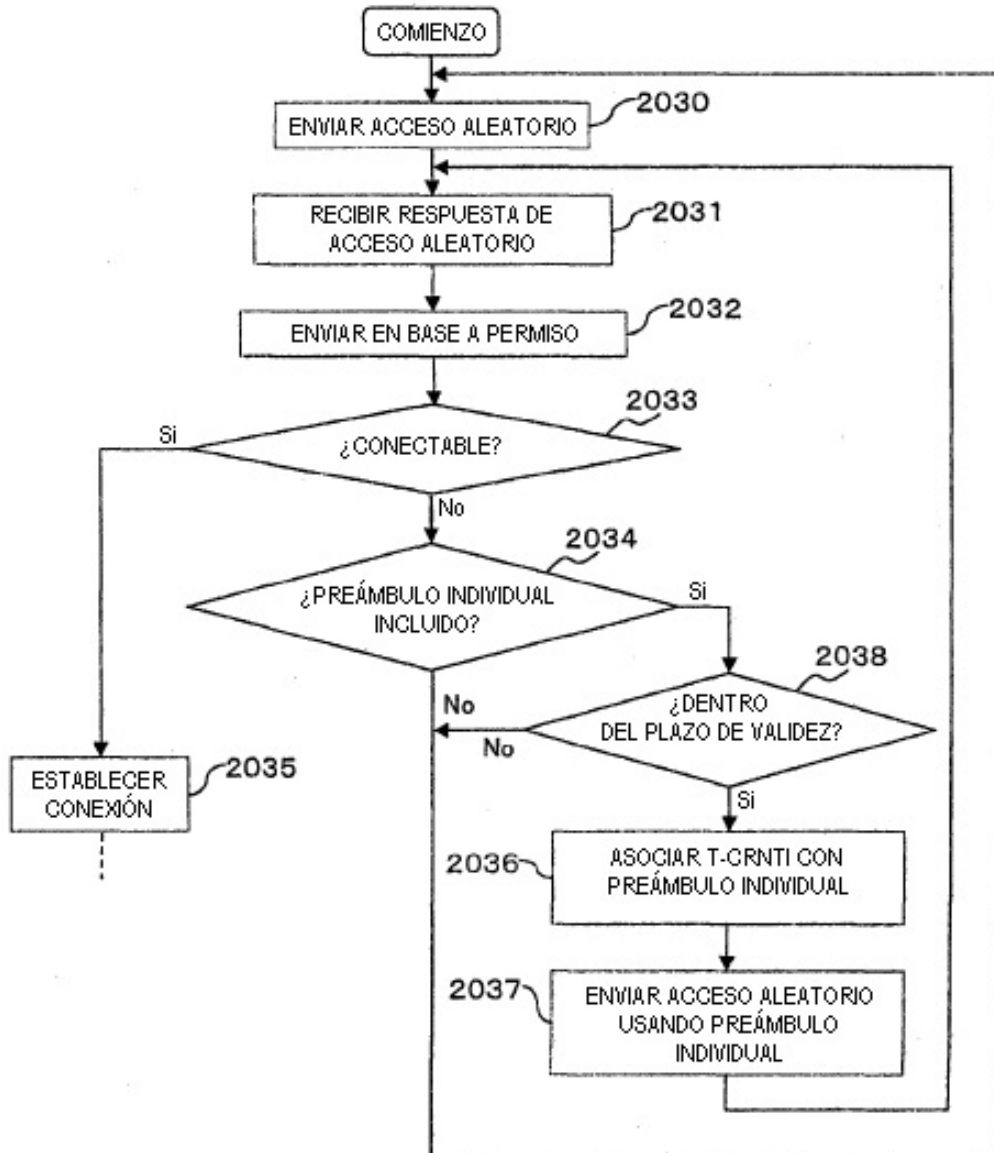 COMIENZO
2030
ENVIAR ACCESO ALEATORIO
2031
RECIBIR RESPUESTA DE
ACCESO ALEATORIO
2032
ENVIAR EN BASE A PERMISO
2033
Si
¿CONECTABLE?
No
2034
¿PREÁMBULO INDIVIDUAL
INCLUIDO?
Si
2038
¿DENTRO
DEL PLAZO DE VALIDEZ?
No
No
Si
2035
ESTABLECER
CONEXIÓN
2036
ASOCIAR T-CRNTI CON
PREÁMBULO INDIVIDUAL
2037
ENVIAR ACCESO ALEATORIO
USANDO PREÁMBULO
INDIVIDUAL